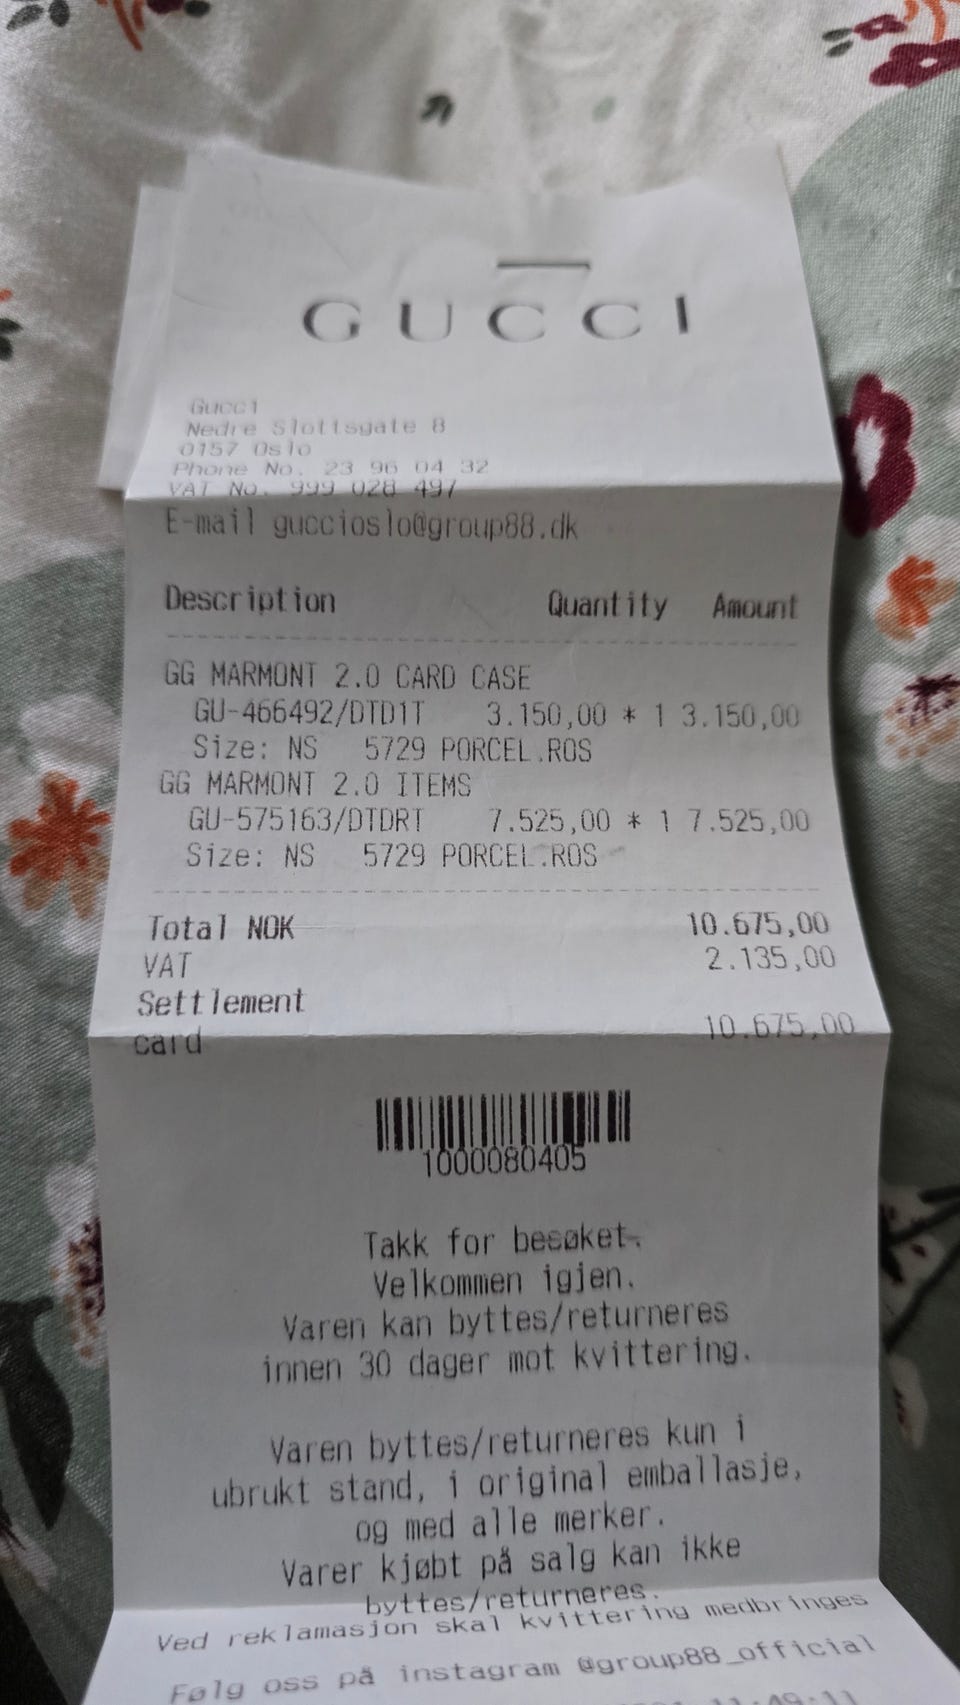 GUCCI
Gucci
Nedre Slottsgate 8
0157 Oslo
Phone No. 23 96 04 32
VAT No. 999 028 497
E-mail guccioslo@group88.dk
Description Quantity Amount
GG MARMONT 2.0 CARD CASE
GU-466492/DTD1T 3.150,00 * 1 3.150,00
Size: NS 5729 PORCEL.ROS
GG MARMONT 2.0 ITEMS
GU-575163/DTDRT 7.525,00 * 1 7.525,00
Size: NS 5729 PORCEL.ROS
Total NOK 10.675,00
VAT 2.135,00
Settlement
card 10.675,00
1000080405
Takk for besøket.
Velkommen igjen.
Varen kan byttes/returneres
innen 30 dager mot kvittering.
Varen byttes/returneres kun i
ubrukt stand, i original emballasje,
og med alle merker.
Varer kjøbt på salg kan ikke
byttes/returneres.
Ved reklamasjon skal kvittering medbringes
Følg oss på instagram @group88_official